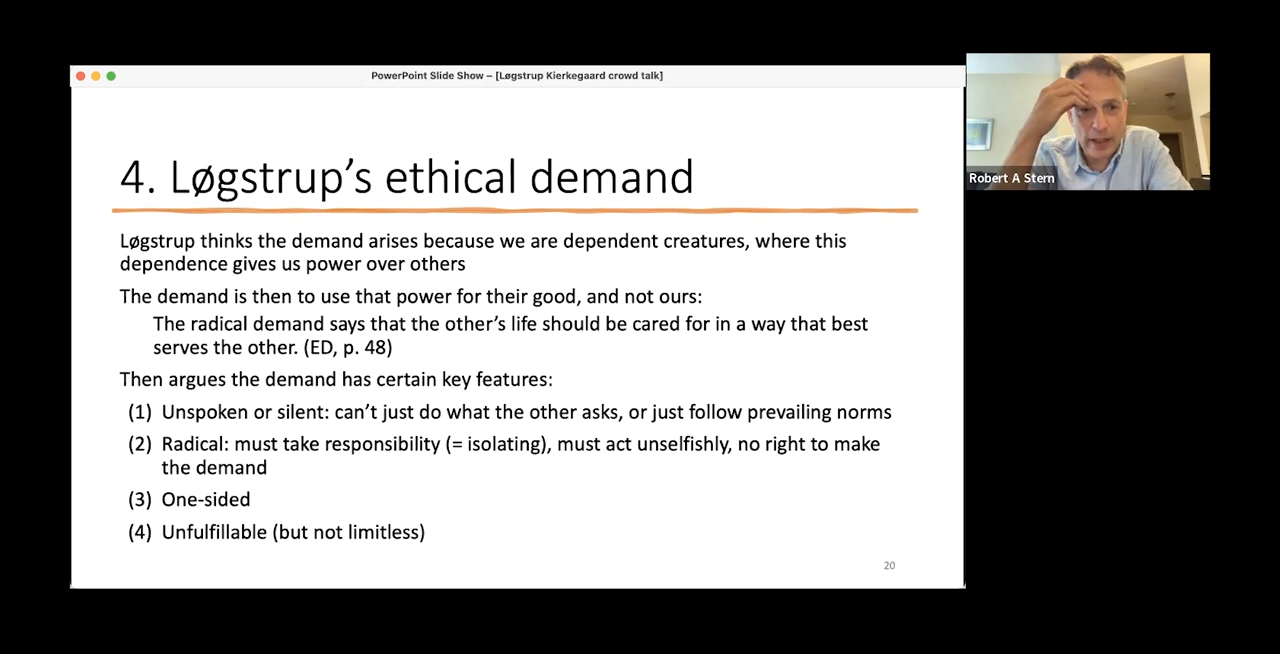 PowerPoint Slide Show – [Løgstrup Kierkegaard crowd talk]
Robert A Stern
4. Løgstrup’s ethical demand
Løgstrup thinks the demand arises because we are dependent creatures, where this
dependence gives us power over others
The demand is then to use that power for their good, and not ours:
The radical demand says that the other’s life should be cared for in a way that best
serves the other. (ED, p. 48)
Then argues the demand has certain key features:
(1) Unspoken or silent: can’t just do what the other asks, or just follow prevailing norms
(2) Radical: must take responsibility (= isolating), must act unselfishly, no right to make
the demand
(3) One-sided
(4) Unfulfillable (but not limitless)
20